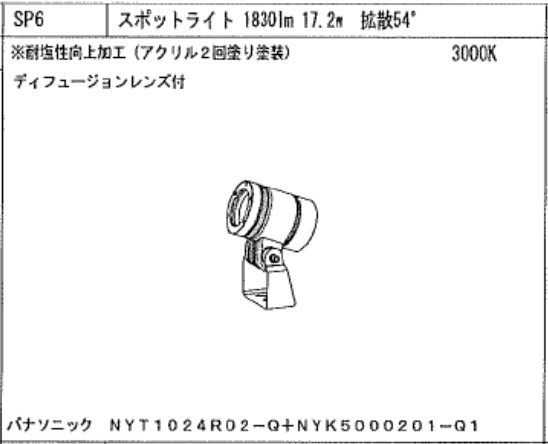 SP6 スポットライト 1830lm 17.2w 拡散54°
※耐塩性向上加工（アクリル2回塗り塗装） 3000K
ディフュージョンレンズ付
パナソニック NYT1024R02-Q+NYK5000201-Q1